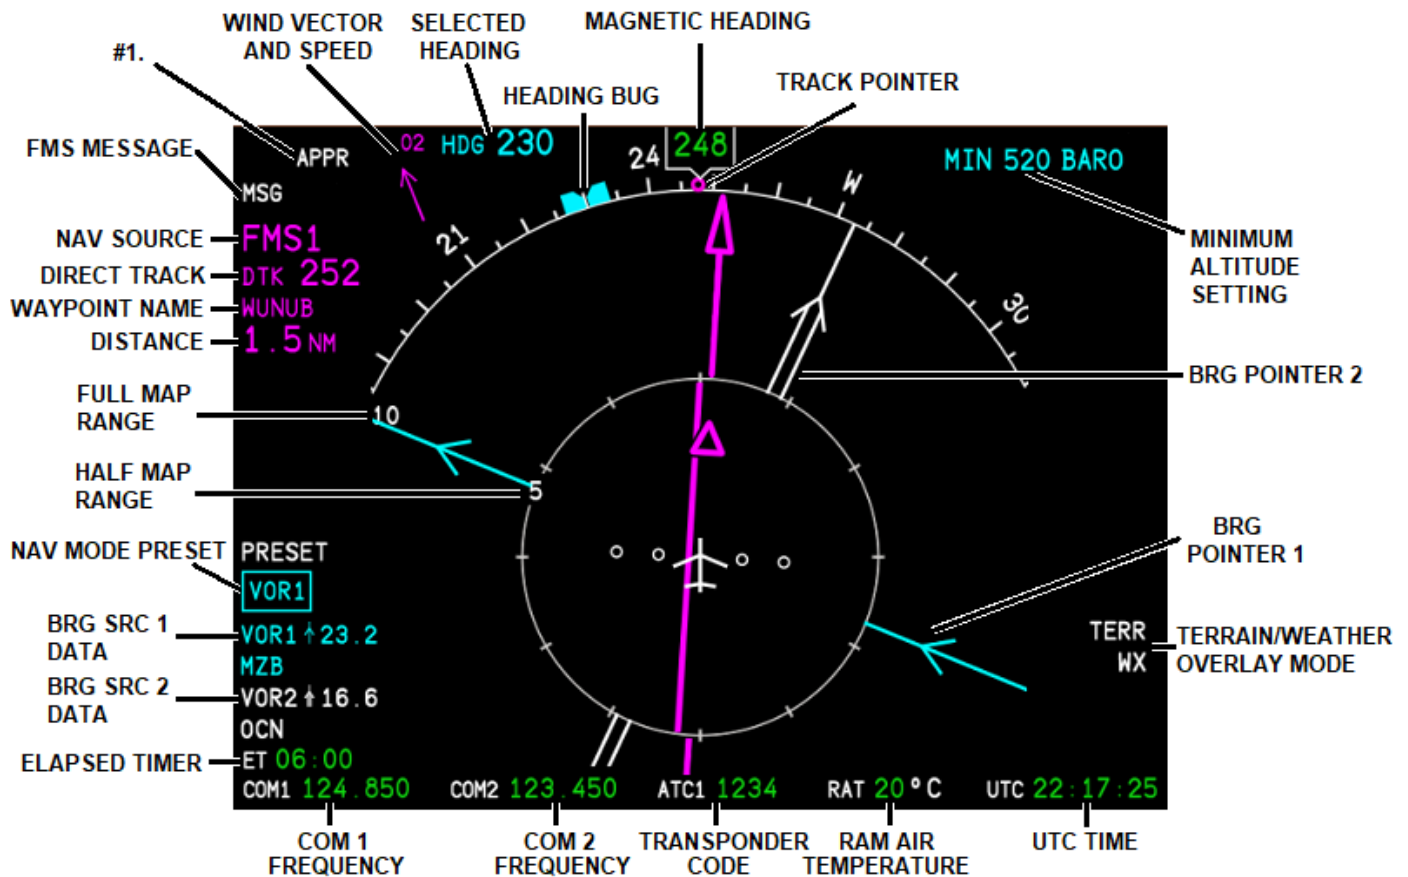 WIND VECTOR
AND SPEED
SELECTED
HEADING
MAGNETIC HEADING
#1.
HEADING BUG
TRACK POINTER
FMS MESSAGE
APPR
02
HDG 230
24
248
W
MIN 520 BARO
MSG
21
NAV SOURCE
FMS1
MINIMUM
ALTITUDE
SETTING
DIRECT TRACK
DTK 252
WAYPOINT NAME
WUNUB
30
DISTANCE
1.5 NM
BRG POINTER 2
FULL MAP
RANGE
10
HALF MAP
RANGE
5
BRG
POINTER 1
NAV MODE PRESET
PRESET
VOR1
BRG SRC 1
DATA
VOR1 23.2
MZB
TERR
WX
TERRAIN/WEATHER
OVERLAY MODE
BRG SRC 2
DATA
VOR2 16.6
OCN
ELAPSED TIMER
ET 06:00
COM1 124.850
COM2 123.450
ATC1 1234
RAT 20 °C
UTC 22:17:25
COM 1
FREQUENCY
COM 2
FREQUENCY
TRANSPONDER
CODE
RAM AIR
TEMPERATURE
UTC TIME